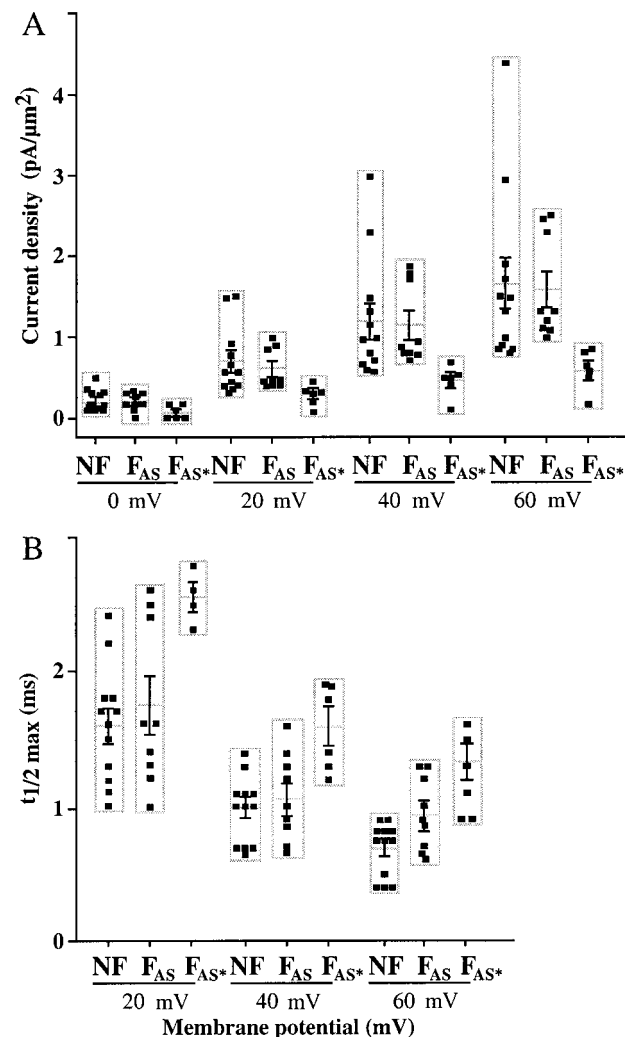 A
Current density (pA/μm²)
4
3
2
1
0
NF FAS FAS* NF FAS FAS* NF FAS FAS* NF FAS FAS*
0 mV 20 mV 40 mV 60 mV
B
t1/2 max (ms)
2
1
0
NF FAS FAS* NF FAS FAS* NF FAS FAS*
20 mV 40 mV 60 mV
Membrane potential (mV)